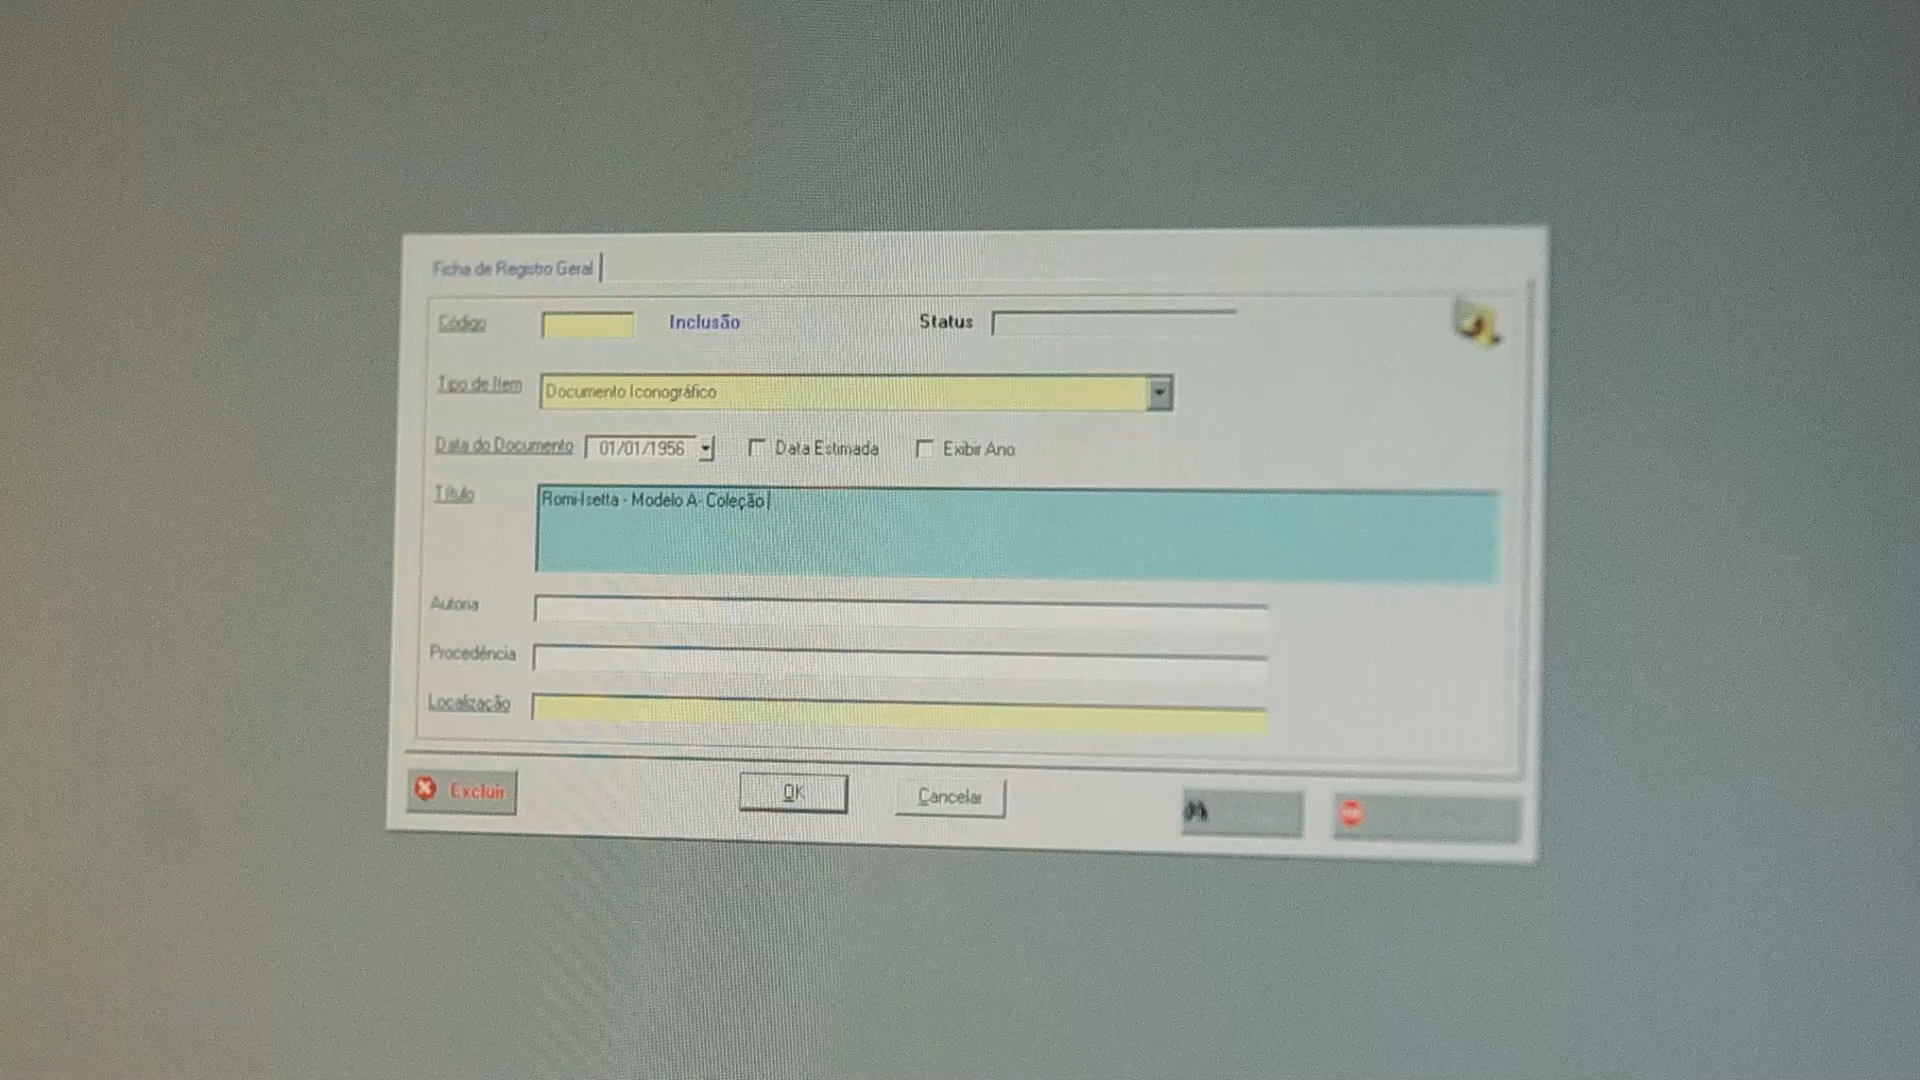 Ficha de Registro Geral
Código Inclusão Status
Tipo de Item Documento Iconográfico
Data do Documento 01/01/1956 Data Estimada Exibir Ano
Título Romi-Isetta - Modelo A- Coleção
Autoria
Procedência
Localização
Excluir OK Cancelar